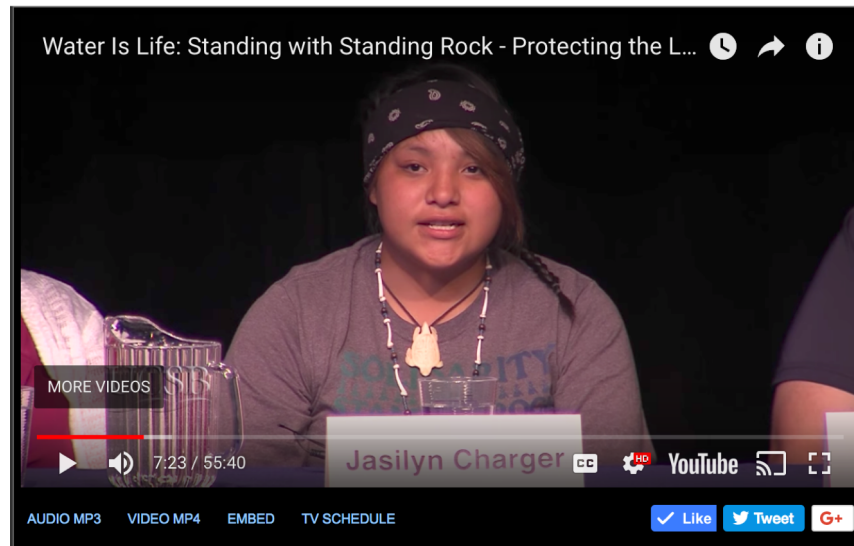 Water Is Life: Standing with Standing Rock - Protecting the L...
SOLIDARITY
MORE VIDEOS
7:23 / 55:40
Jasilyn Charger
CC
HD
YouTube
AUDIO MP3
VIDEO MP4
EMBED
TV SCHEDULE
Like
Tweet
G+